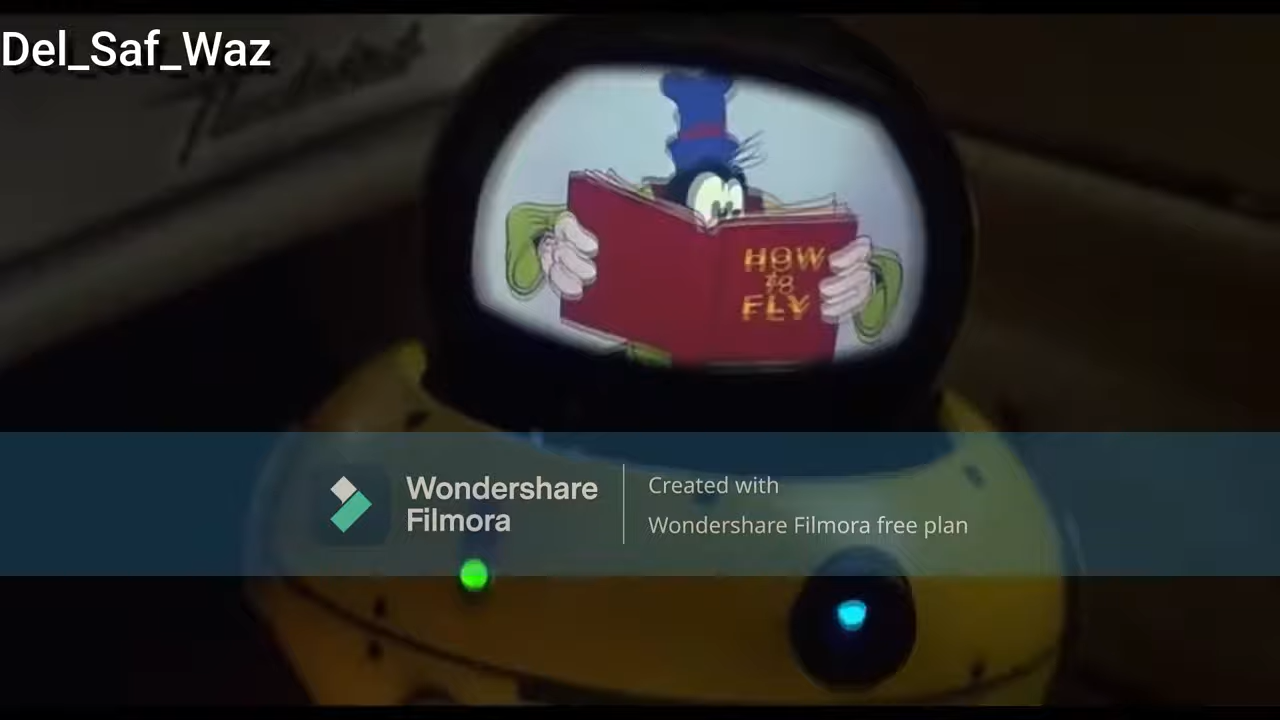 Del_Saf_Waz
HOW
to
FLY
Wondershare
Filmora
Created with
Wondershare Filmora free plan